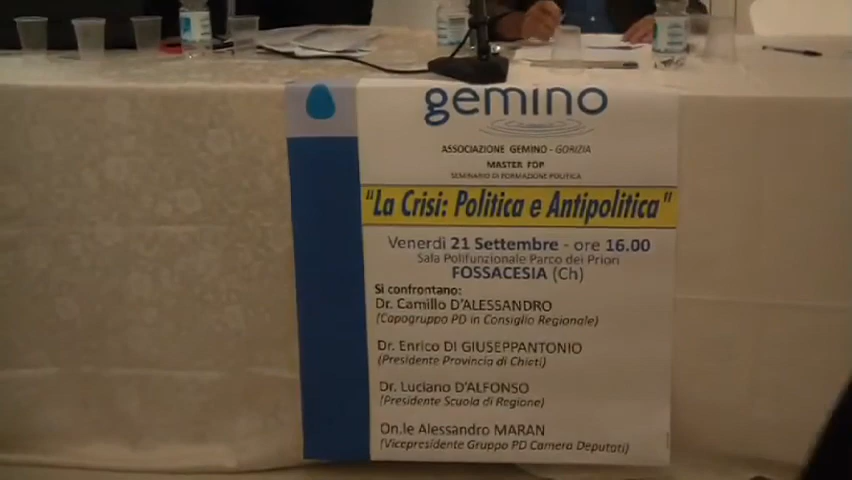 gemino
ASSOCIAZIONE GEMINO - GORIZIA
MASTER FDP
SEMINARIO DI FORMAZIONE POLITICA
"La Crisi: Politica e Antipolitica"
Venerdì 21 Settembre - ore 16.00
Sala Polifunzionale Parco dei Priori
FOSSACESIA (Ch)
Si confrontano:
Dr. Camillo D'ALESSANDRO
(Capogruppo PD in Consiglio Regionale)
Dr. Enrico DI GIUSEPPANTONIO
(Presidente Provincia di Chieti)
Dr. Luciano D'ALFONSO
(Presidente Scuola di Regione)
On.le Alessandro MARAN
(Vicepresidente Gruppo PD Camera Deputati)